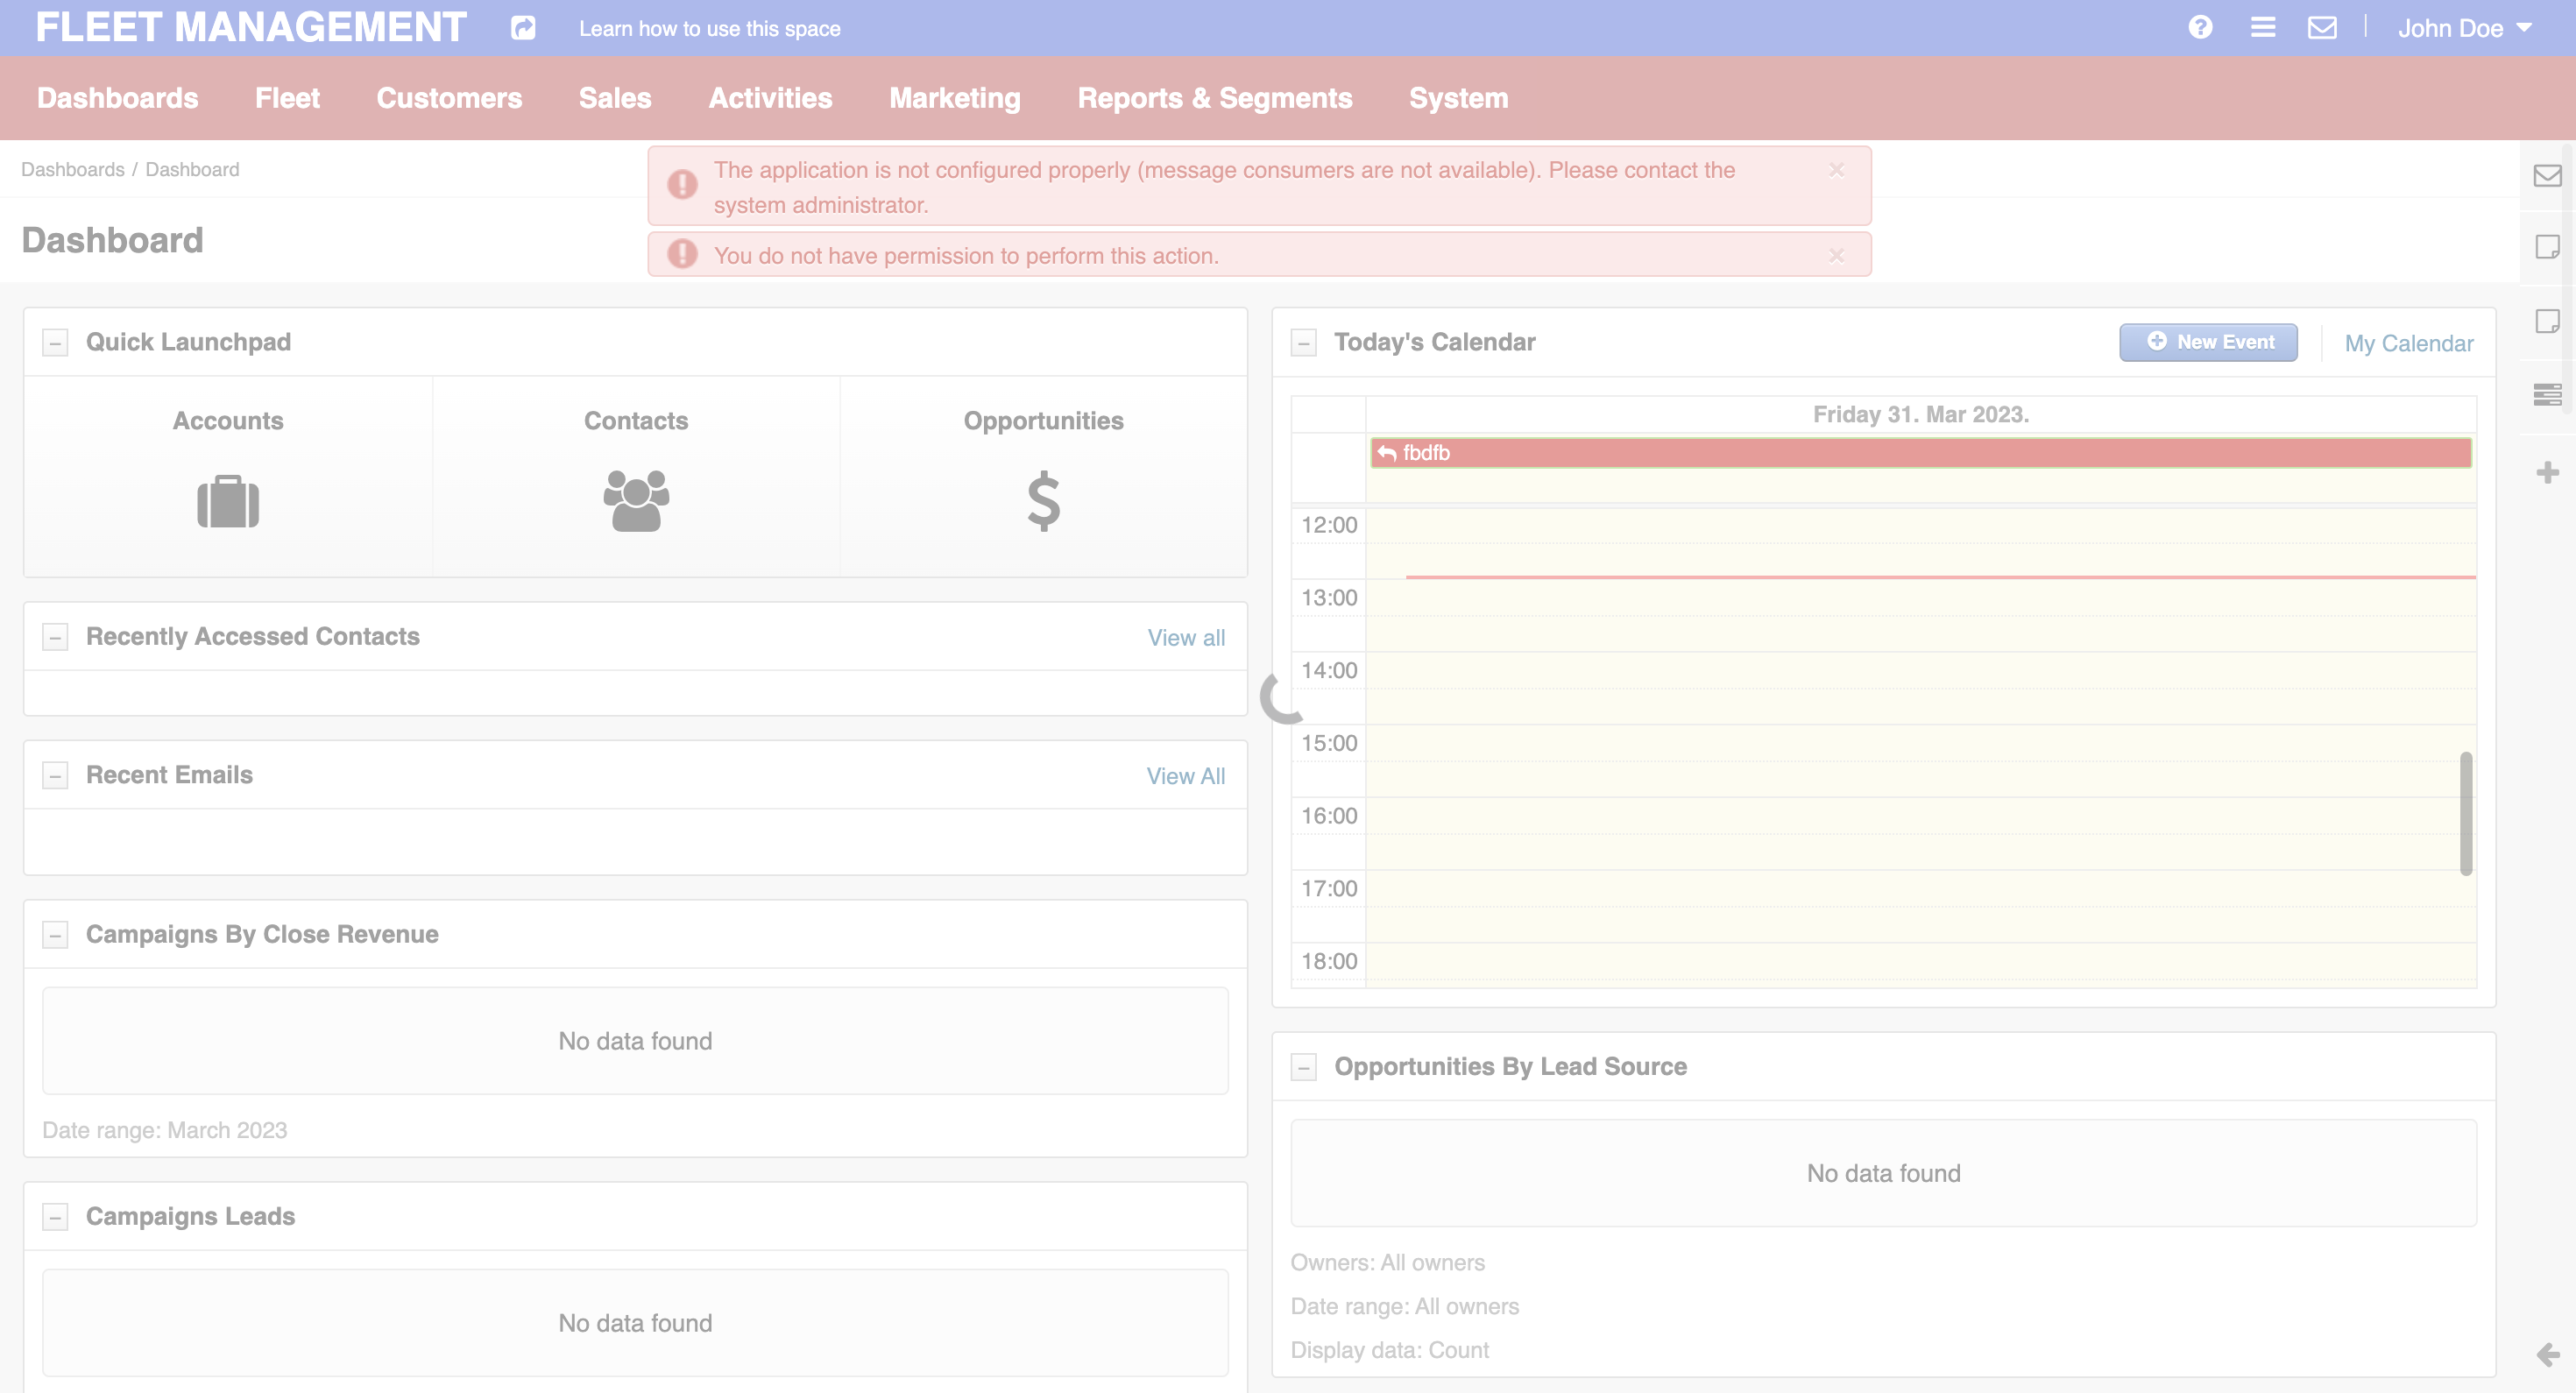 FLEET MANAGEMENT
Learn how to use this space
John Doe
Dashboards
Fleet
Customers
Sales
Activities
Marketing
Reports & Segments
System
Dashboards / Dashboard
The application is not configured properly (message consumers are not available). Please contact the
system administrator.
You do not have permission to perform this action.
Dashboard
Quick Launchpad
Accounts
Contacts
Opportunities
Recently Accessed Contacts
View all
Recent Emails
View All
Campaigns By Close Revenue
No data found
Date range: March 2023
Campaigns Leads
No data found
Today's Calendar
New Event
My Calendar
Friday 31. Mar 2023.
fbdfb
12:00
13:00
14:00
15:00
16:00
17:00
18:00
Opportunities By Lead Source
No data found
Owners: All owners
Date range: All owners
Display data: Count